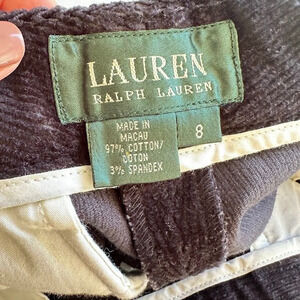 LAUREN
RALPH LAUREN
MADE IN
MACAU
97% COTTON/
COTON
3% SPANDEX
8